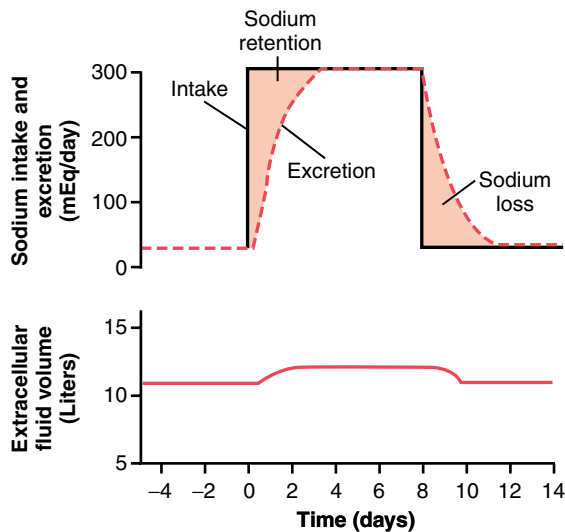 Sodium
retention
Sodium intake and
excretion
(mEq/day)
300
200
100
0
Intake
Excretion
Sodium
loss
Extracellular
fluid volume
(Liters)
15
10
5
−4 −2 0 2 4 6 8 10 12 14
Time (days)